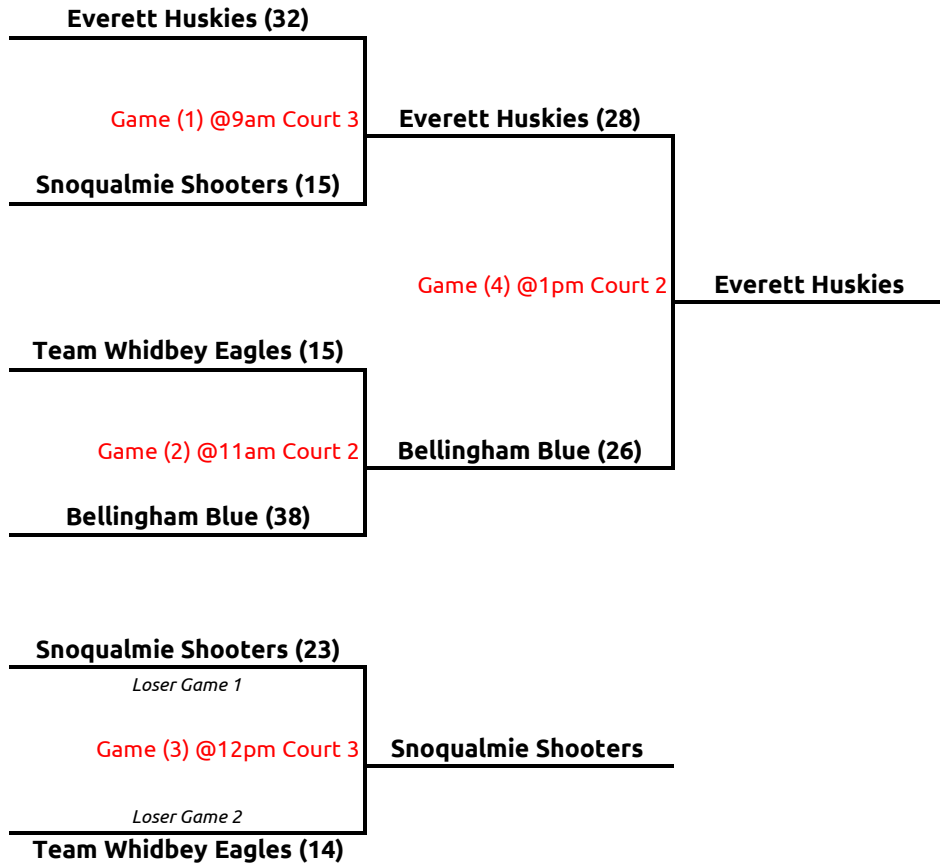 Everett Huskies (32)
Game (1) @9am Court 3
Everett Huskies (28)
Snoqualmie Shooters (15)
Game (4) @1pm Court 2
Everett Huskies
Team Whidbey Eagles (15)
Game (2) @11am Court 2
Bellingham Blue (26)
Bellingham Blue (38)
Snoqualmie Shooters (23)
Loser Game 1
Game (3) @12pm Court 3
Snoqualmie Shooters
Loser Game 2
Team Whidbey Eagles (14)